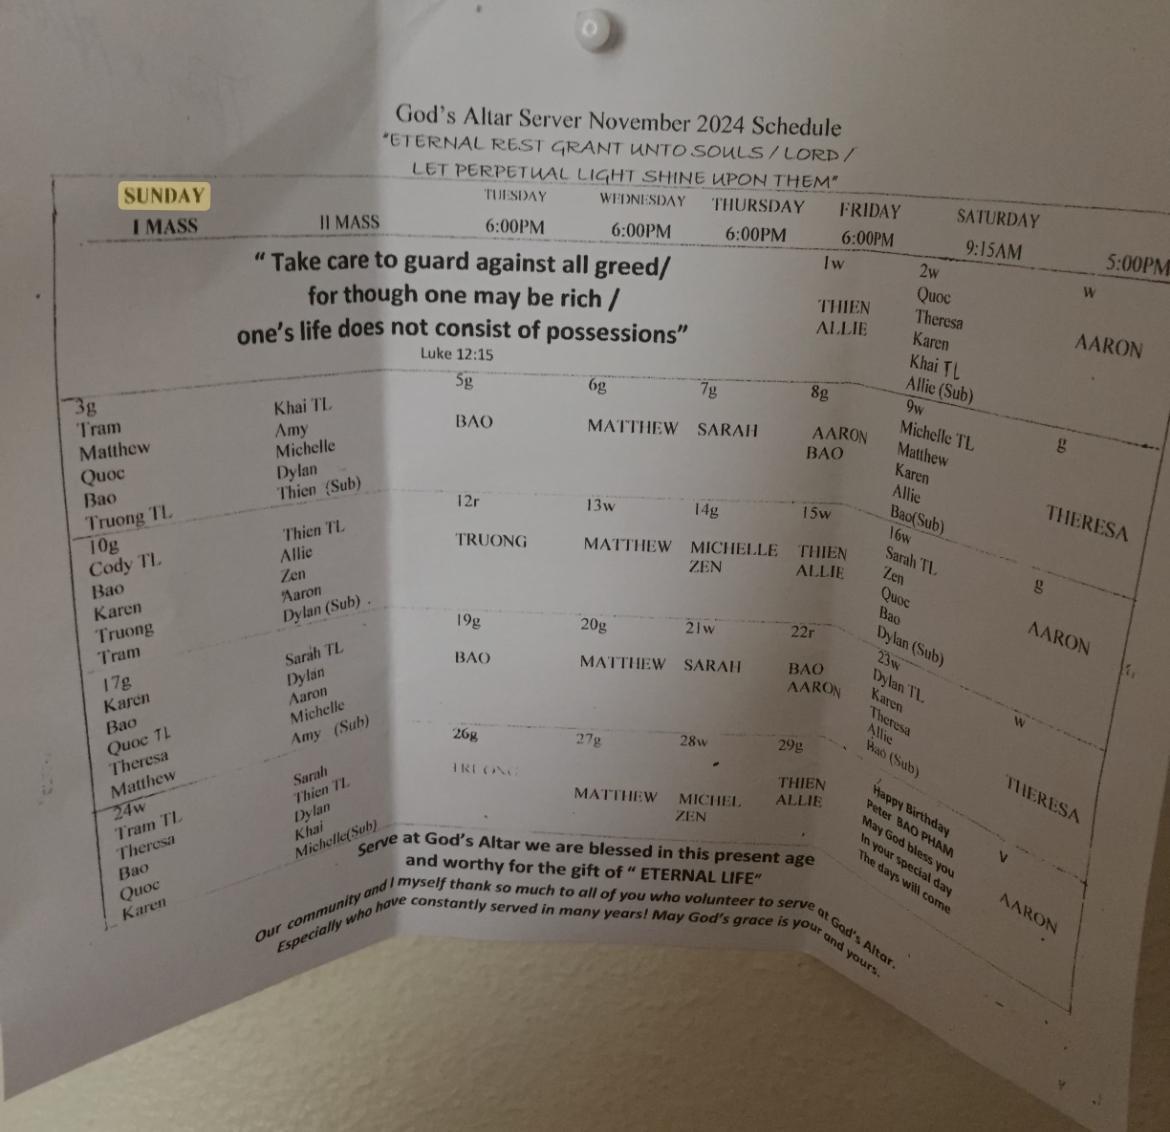 God's Altar Server November 2024 Schedule
"ETERNAL REST GRANT UNTO SOULS / LORD /
LET PERPETUAL LIGHT SHINE UPON THEM"
SUNDAY TUESDAY WEDNESDAY THURSDAY FRIDAY SATURDAY
I MASS II MASS 6:00PM 6:00PM 6:00PM 6:00PM 9:15AM 5:00PM
" Take care to guard against all greed/
for though one may be rich /
one's life does not consist of possessions"
Luke 12:15
1w
THIEN
ALLIE
2w
Quoc
Theresa
Karen
Khai TL
Allie (Sub)
w
AARON
3g
Tram
Matthew
Quoc
Bao
Truong TL
Khai TL
Amy
Michelle
Dylan
Thien (Sub)
5g
BAO
6g
MATTHEW
7g
SARAH
8g
AARON
BAO
9w
Michelle TL
Matthew
Karen
Allie
Bao(Sub)
g
THERESA
10g
Cody TL
Bao
Karen
Truong
Tram
Thien TL
Allie
Zen
Aaron
Dylan (Sub)
12r
TRUONG
13w
MATTHEW
14g
MICHELLE
ZEN
15w
THIEN
ALLIE
16w
Sarah TL
Zen
Quoc
Bao
Dylan (Sub)
g
AARON
17g
Karen
Bao
Quoc TL
Theresa
Matthew
Sarah TL
Dylan
Aaron
Michelle
Amy (Sub)
19g
BAO
20g
MATTHEW
21w
SARAH
22r
BAO
AARON
23w
Dylan TL
Karen
Theresa
Allie
Bao (Sub)
w
THERESA
24w
Tram TL
Theresa
Bao
Quoc
Karen
Sarah
Thien TL
Dylan
Khai
Michelle(Sub)
26g
27g
MATTHEW
28w
MICHEL
ZEN
29g
THIEN
ALLIE
Happy Birthday
Peter BAO PHAM
May God bless you
In your special day
The days will come
V
AARON
Serve at God's Altar we are blessed in this present age
and worthy for the gift of " ETERNAL LIFE"
Our community and I myself thank so much to all of you who volunteer to serve at God's Altar.
Especially who have constantly served in many years! May God's grace is your and yours.